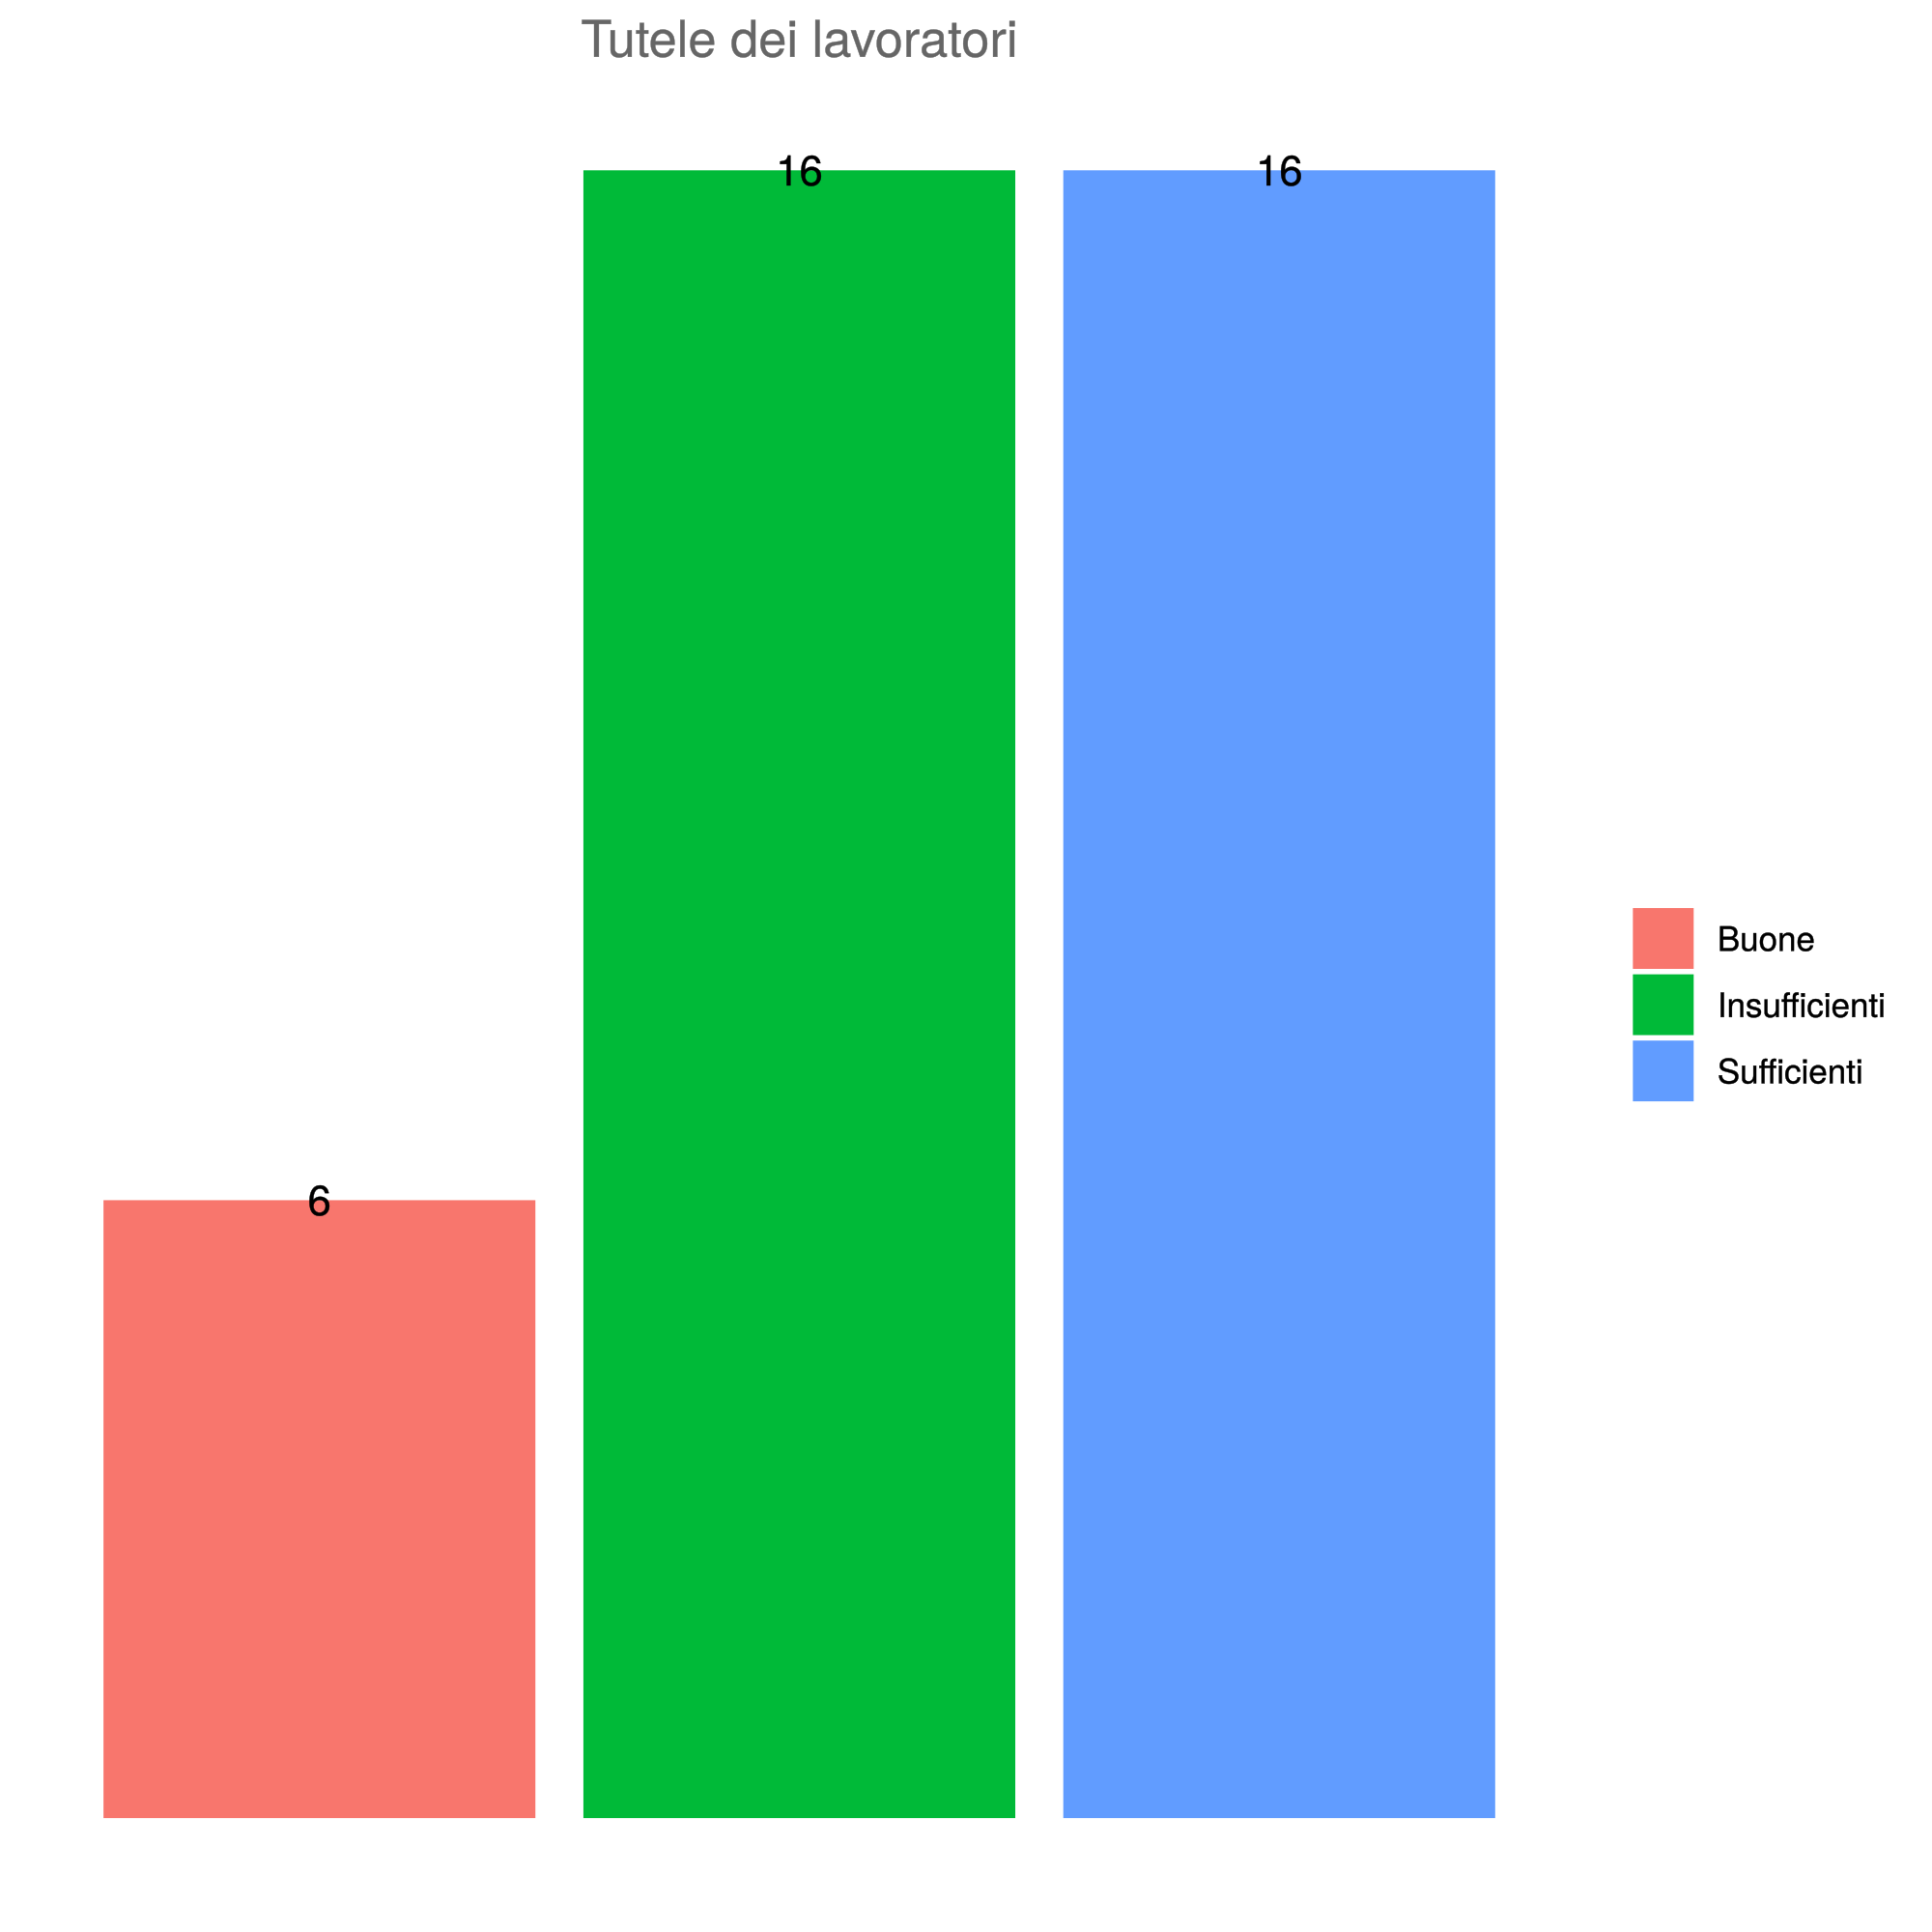 Tutele dei lavoratori
16
16
6
Buone
Insufficienti
Sufficienti